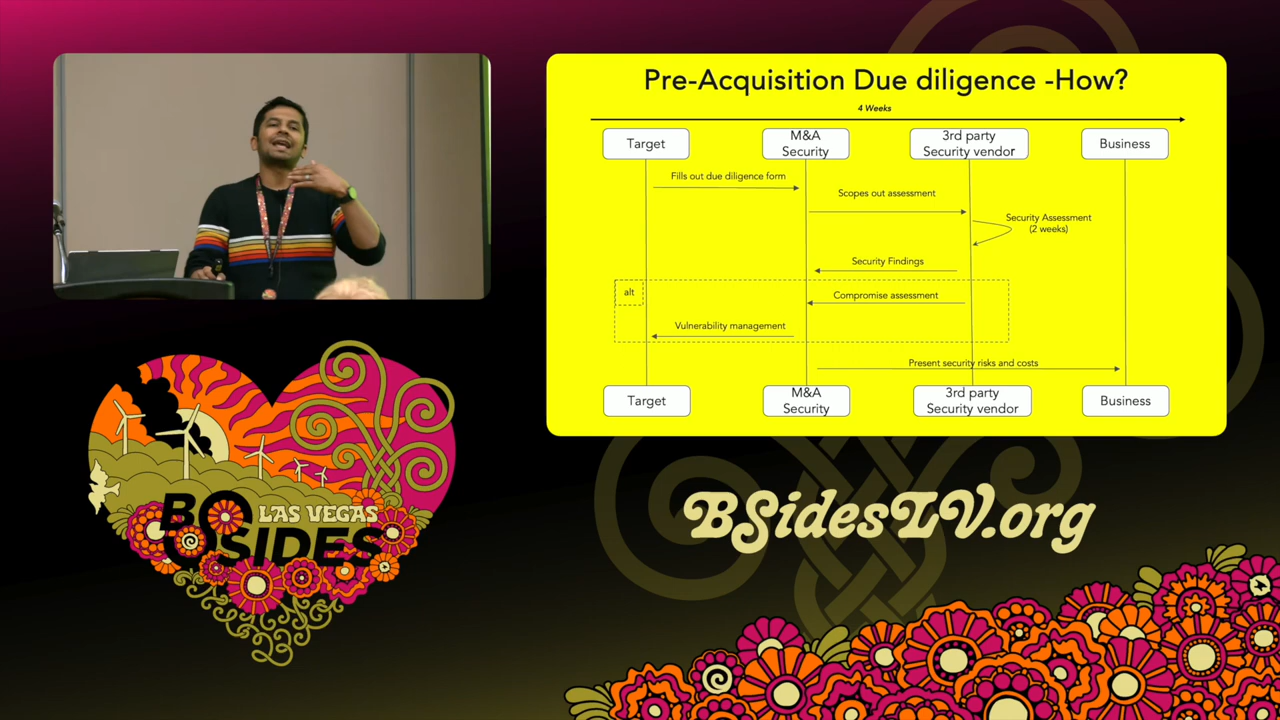 Pre-Acquisition Due diligence -How?
4 Weeks
Target
M&A
Security
3rd party
Security vendor
Business
Fills out due diligence form
Scopes out assessment
Security Assessment
(2 weeks)
Security Findings
alt
Compromise assessment
Vulnerability management
Present security risks and costs
Target
M&A
Security
3rd party
Security vendor
Business
LAS VEGAS
BSIDES
23
BSidesLV.org